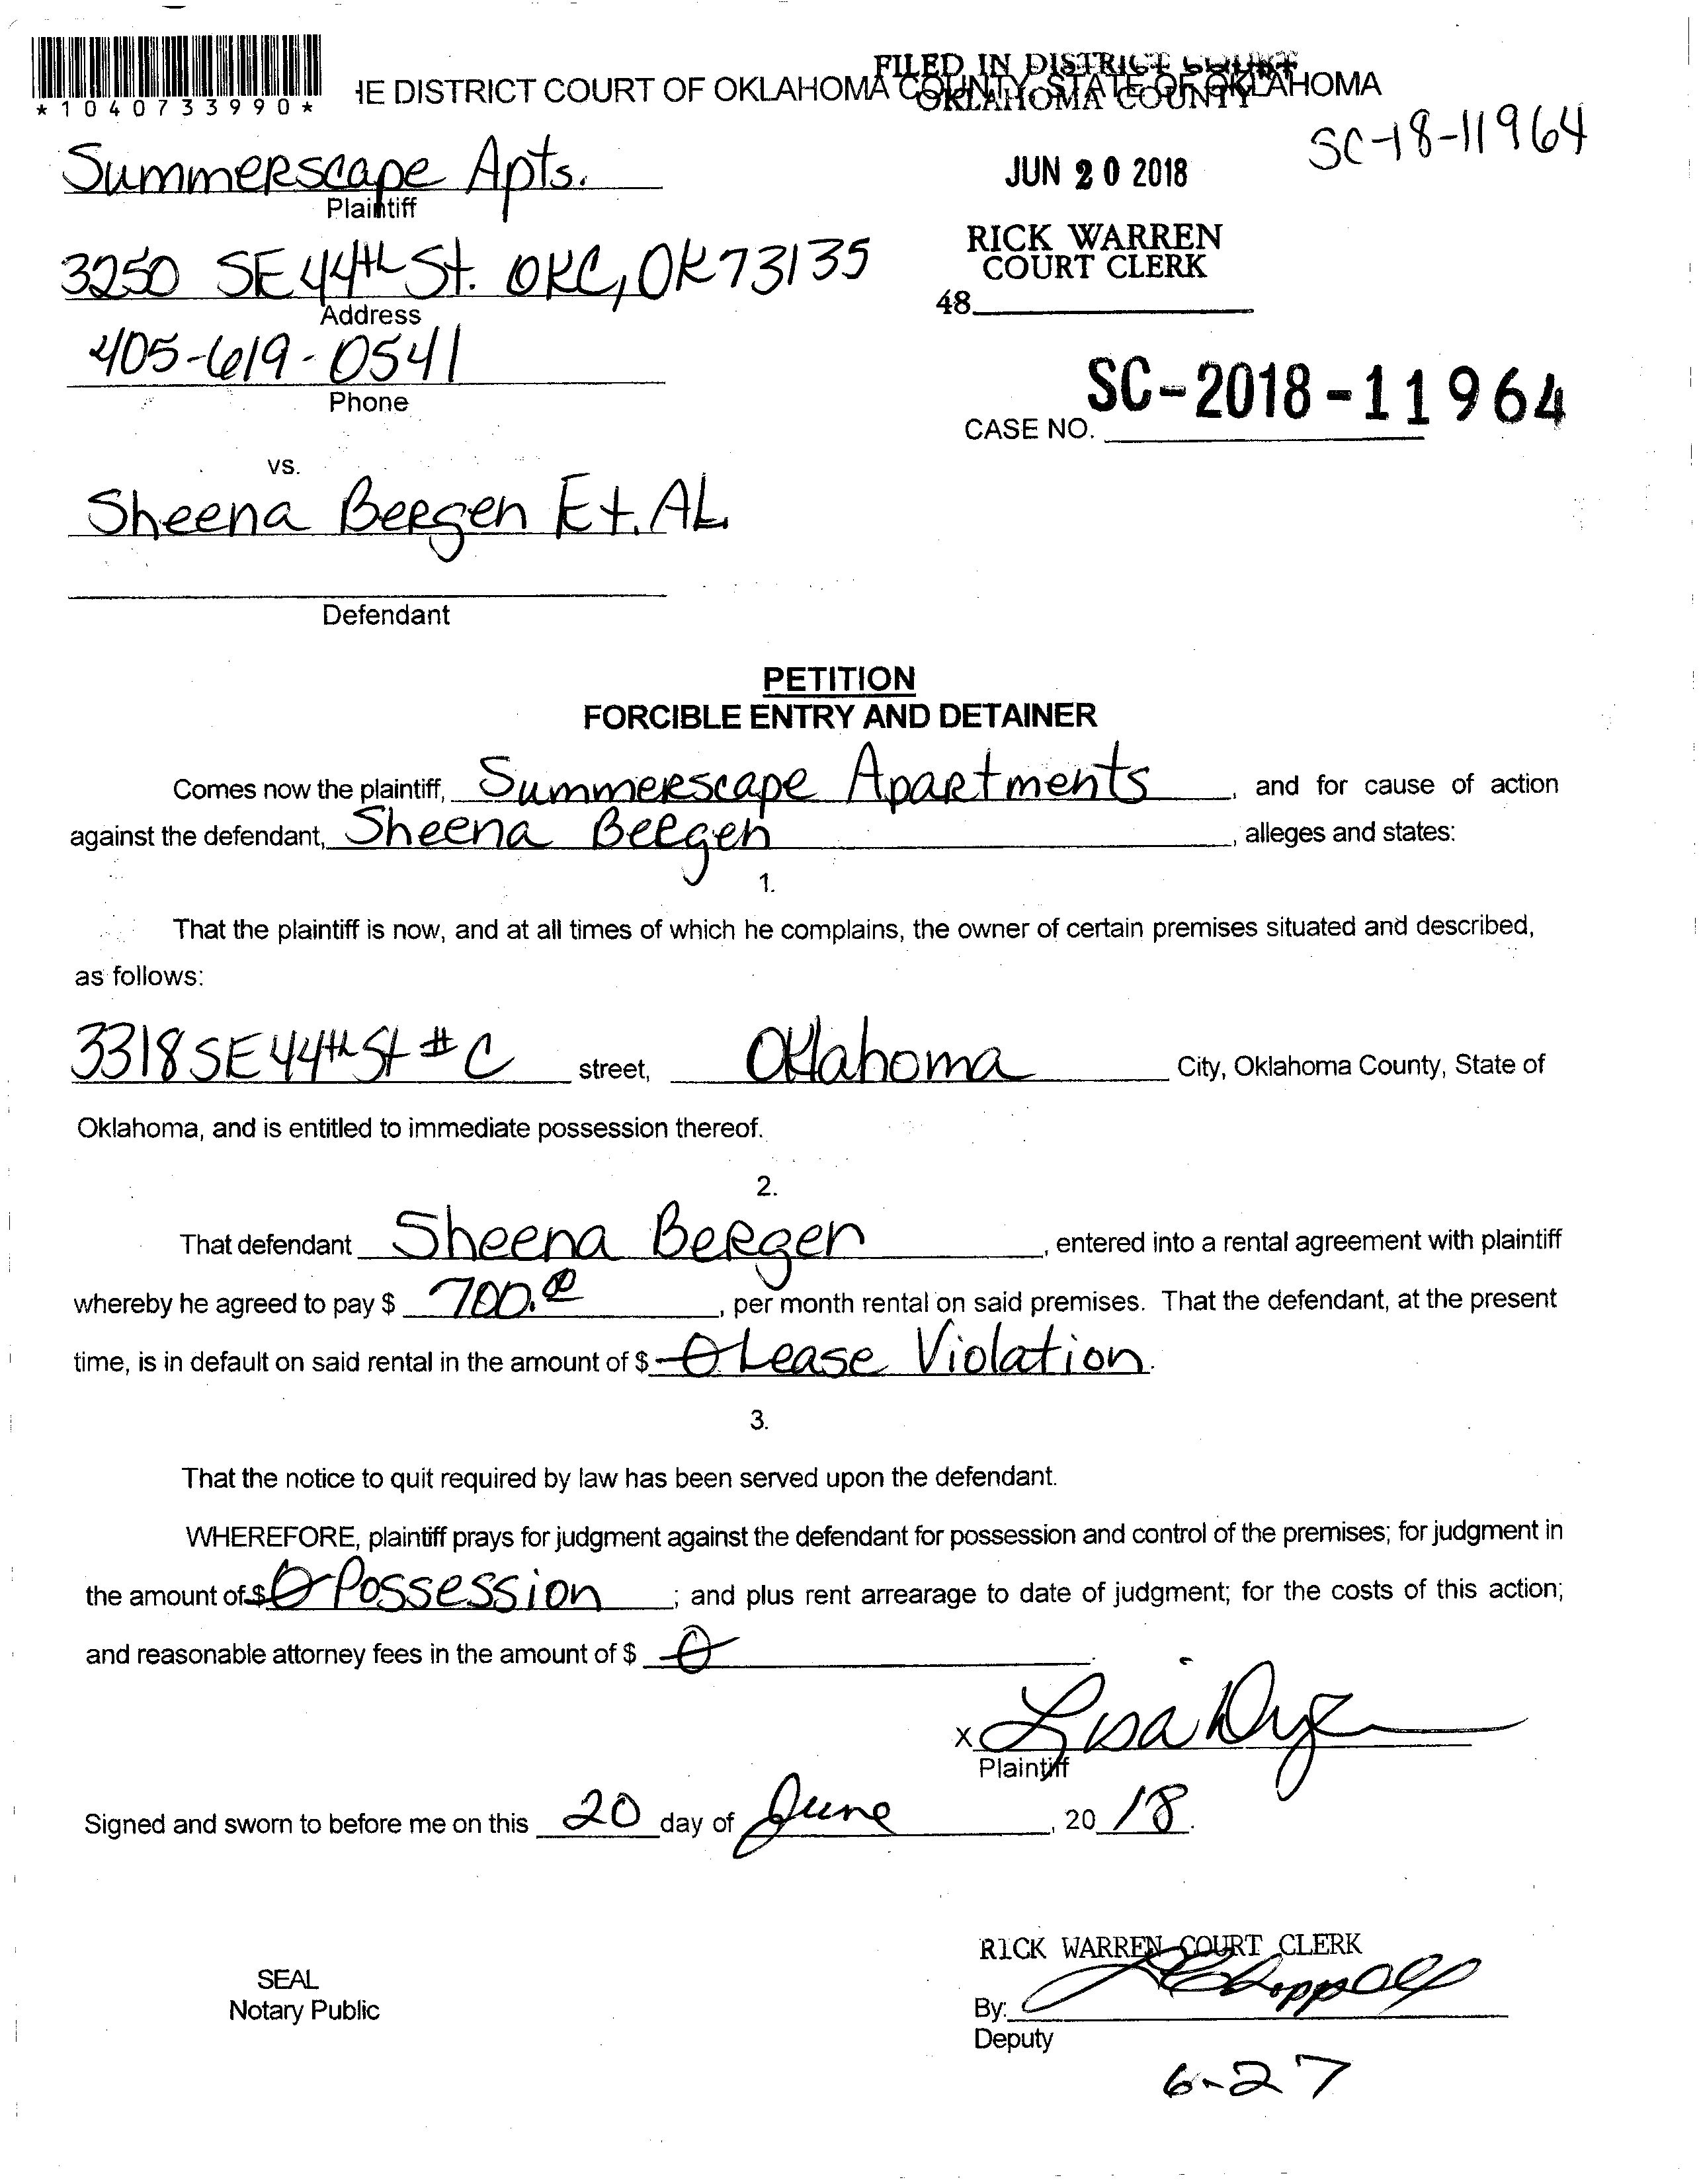 *1040733990*
HE DISTRICT COURT OF OKLAHOMA COUNTY, STATE OF OKLAHOMA
FILED IN DISTRICT COURT
OKLAHOMA COUNTY
SC-18-11964
Summerscape Apts.
Plaintiff
JUN 20 2018
3250 SE 44th St. OKC, OK 73135
Address
RICK WARREN
COURT CLERK
48
405-619-0541
Phone
CASE NO. SC-2018-11964
vs.
Sheena Bergen Et. AL.
Defendant
PETITION
FORCIBLE ENTRY AND DETAINER
Comes now the plaintiff, Summerscape Apartments, and for cause of action
against the defendant, Sheena Bergen, alleges and states:
1.
That the plaintiff is now, and at all times of which he complains, the owner of certain premises situated and described,
as follows:
3318 SE 44th St # C street, Oklahoma City, Oklahoma County, State of
Oklahoma, and is entitled to immediate possession thereof.
2.
That defendant Sheena Bergen, entered into a rental agreement with plaintiff
whereby he agreed to pay $ 700.00, per month rental on said premises. That the defendant, at the present
time, is in default on said rental in the amount of $ 0 Lease Violation.
3.
That the notice to quit required by law has been served upon the defendant.
WHEREFORE, plaintiff prays for judgment against the defendant for possession and control of the premises; for judgment in
the amount of $ 0 Possession; and plus rent arrearage to date of judgment; for the costs of this action;
and reasonable attorney fees in the amount of $ 0.
X Lisa Dyer
Plaintiff
Signed and sworn to before me on this 20 day of June, 20 18.
RICK WARREN COURT CLERK
SEAL
Notary Public
By:
Deputy
6-27